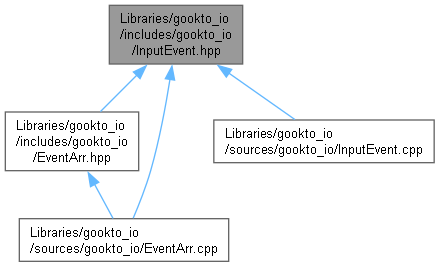 Libraries/gookto_io
/includes/gookto_io
/InputEvent.hpp
Libraries/gookto_io
/includes/gookto_io
/EventArr.hpp
Libraries/gookto_io
/sources/gookto_io/InputEvent.cpp
Libraries/gookto_io
/sources/gookto_io/EventArr.cpp